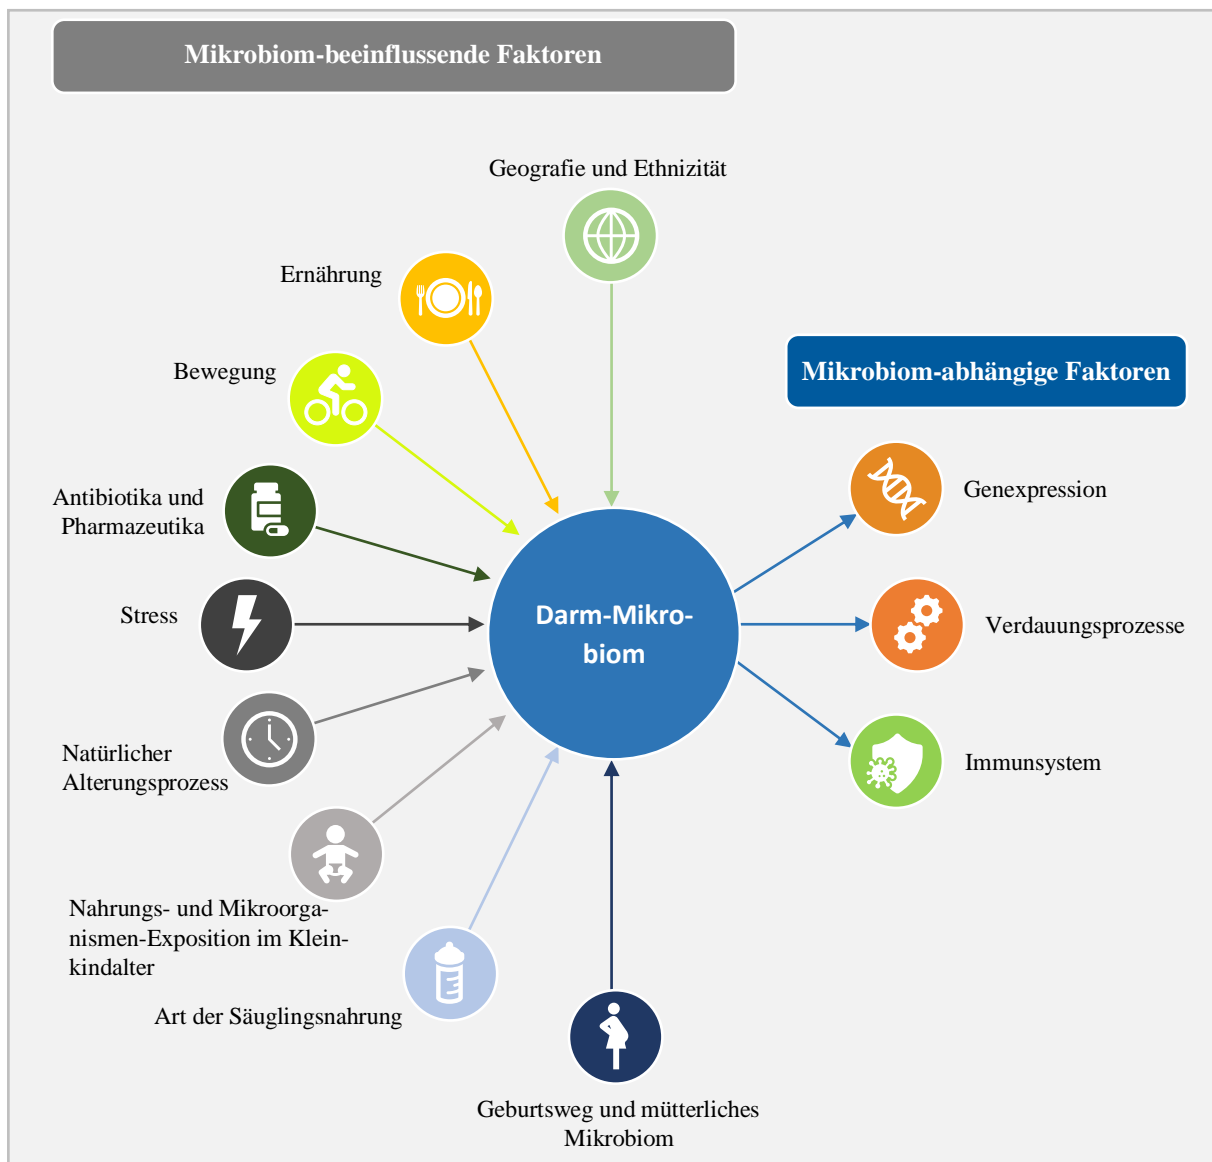 Mikrobiom-beeinflussende Faktoren
Geografie und Ethnizität
Ernährung
Bewegung
Mikrobiom-abhängige Faktoren
Antibiotika und
Pharmazeutika
Genexpression
Stress
Darm-Mikro-
biom
Verdauungsprozesse
Natürlicher
Alterungsprozess
Immunsystem
Nahrungs- und Mikroorga-
nismen-Exposition im Klein-
kindalter
Art der Säuglingsnahrung
Geburtsweg und mütterliches
Mikrobiom